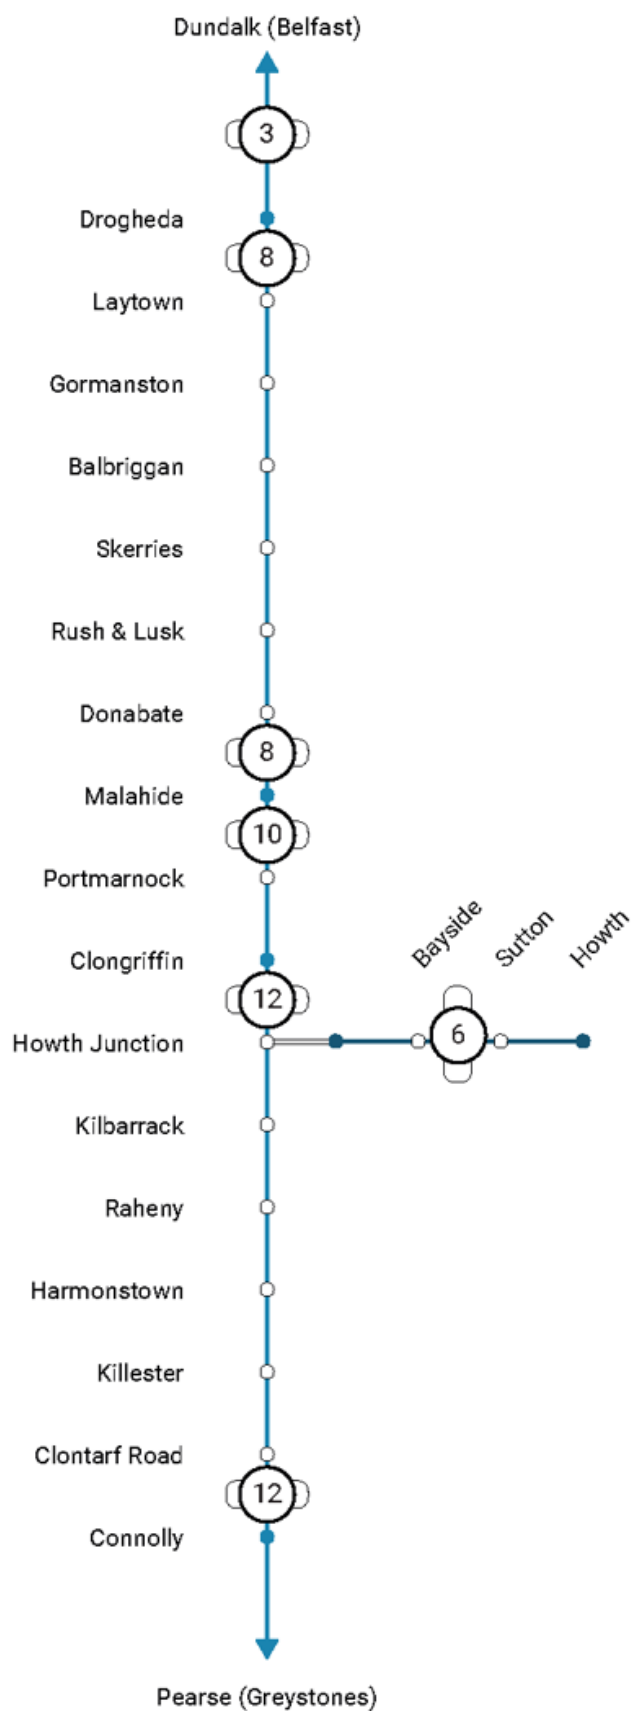 Dundalk (Belfast)
3
Drogheda
8
Laytown
Gormanston
Balbriggan
Skerries
Rush & Lusk
Donabate
8
Malahide
10
Portmarnock
Clongriffin
Bayside
Sutton
Howth
12
Howth Junction
6
Kilbarrack
Raheny
Harmonstown
Killester
Clontarf Road
12
Connolly
Pearse (Greystones)